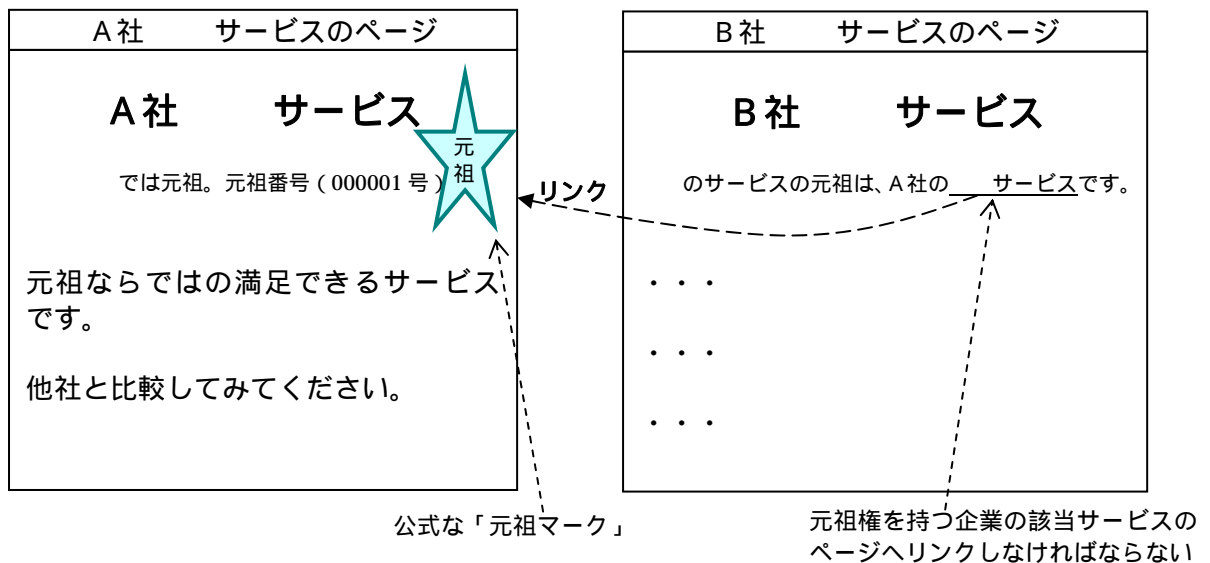 A社　　サービスのページ
A社　　サービス
元
祖
では元祖。元祖番号（000001号）
元祖ならではの満足できるサービス
です。
他社と比較してみてください。
公式な「元祖マーク」
リンク
B社　　サービスのページ
B社　　サービス
のサービスの元祖は、A社の　　サービスです。
・・・
・・・
・・・
元祖権を持つ企業の該当サービスの
ページへリンクしなければならない